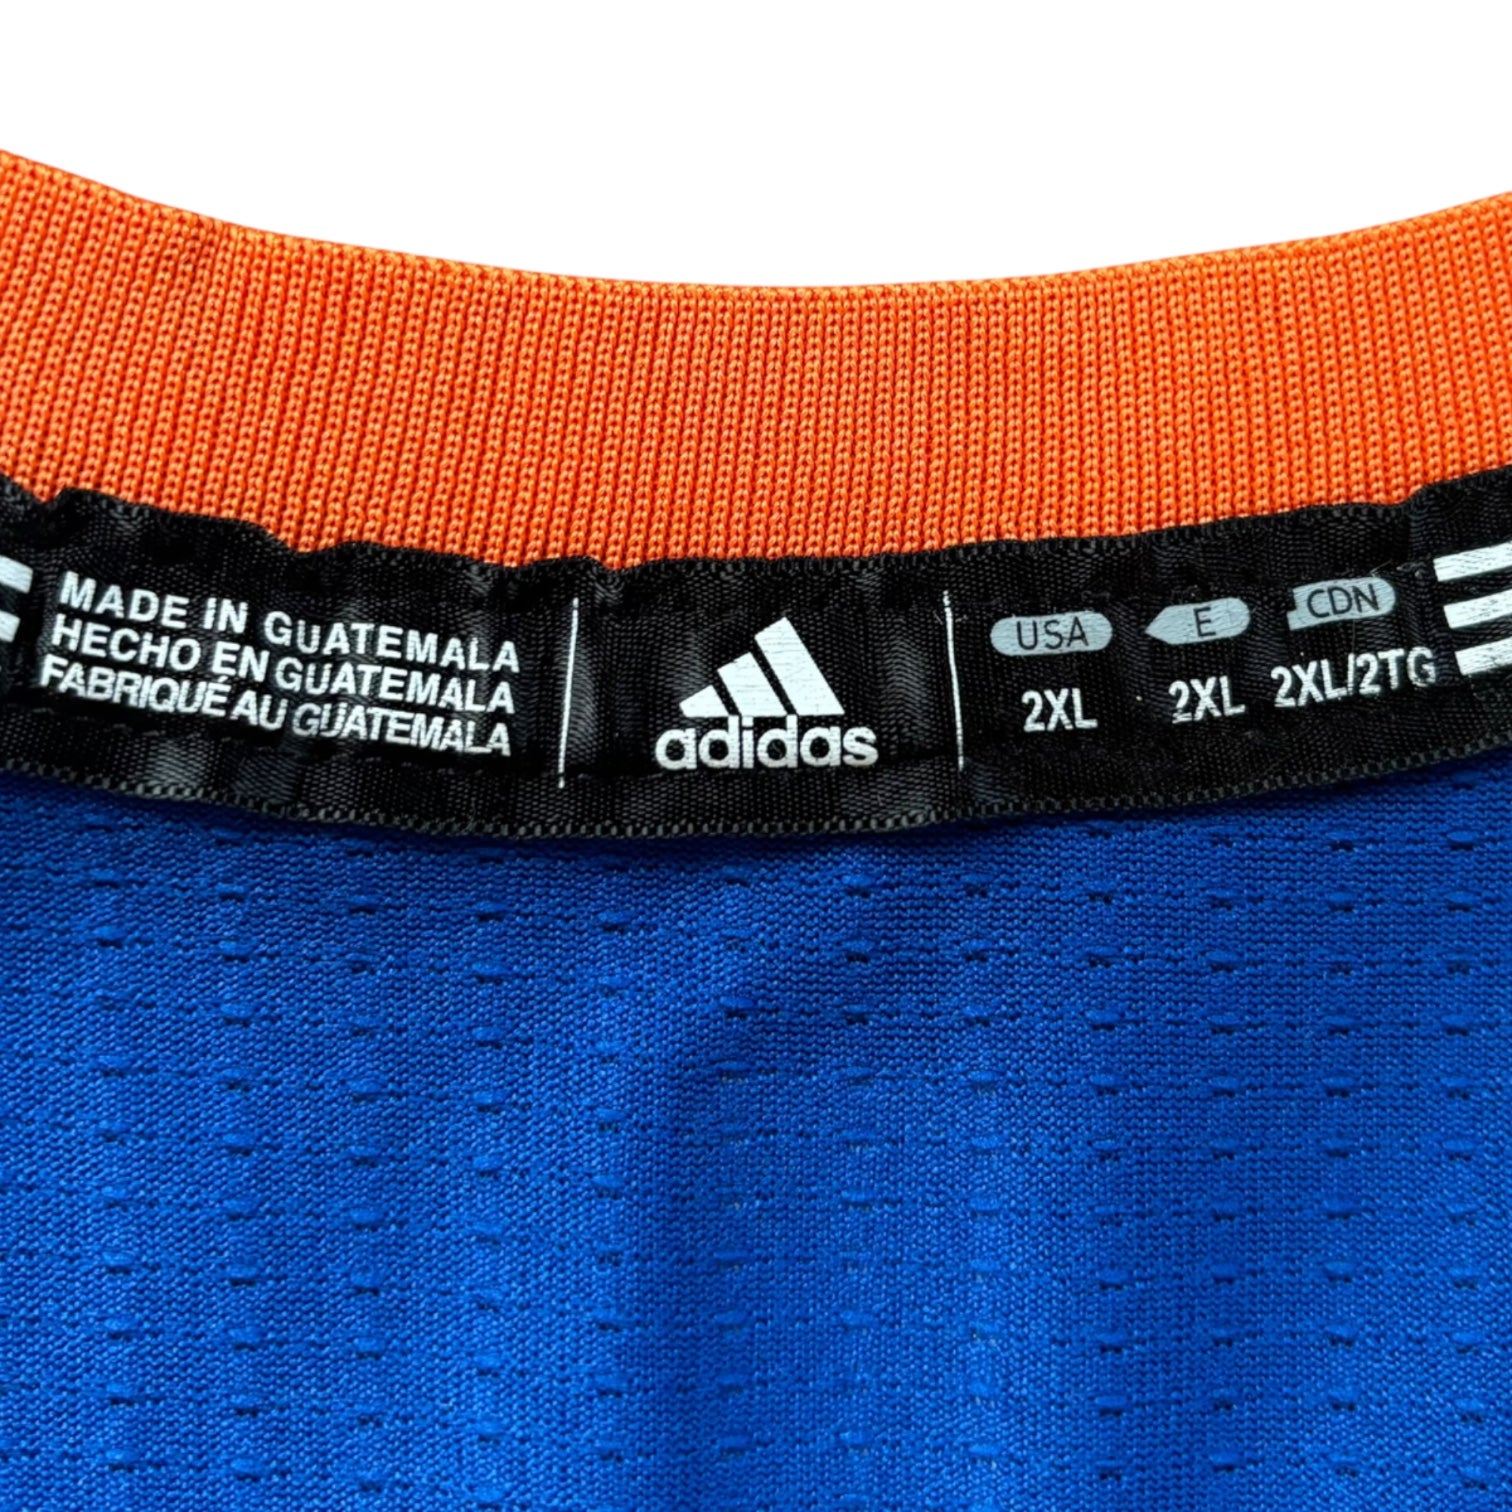 MADE IN GUATEMALA
HECHO EN GUATEMALA
FABRIQUÉ AU GUATEMALA
adidas
USA E CDN
2XL 2XL 2XL/2TG